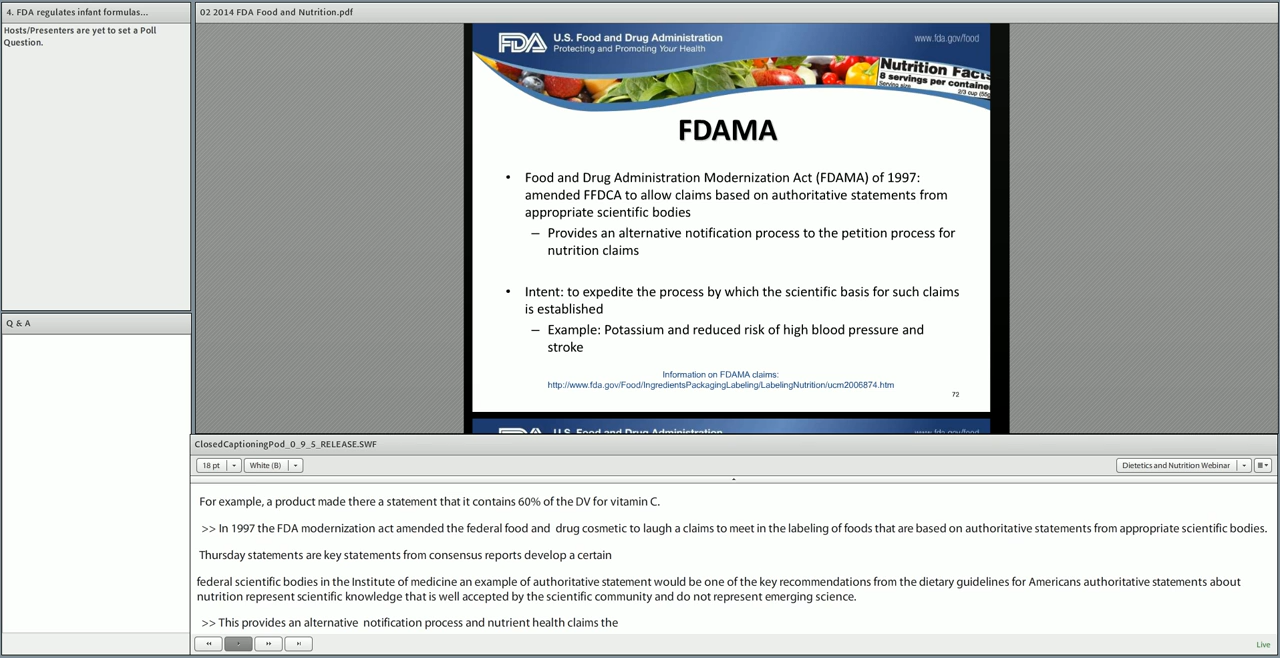 4. FDA regulates infant formulas...
Hosts/Presenters are yet to set a Poll
Question.
Q & A
02 2014 FDA Food and Nutrition.pdf
FDA U.S. Food and Drug Administration
Protecting and Promoting Your Health
www.fda.gov/food
Nutrition Facts
8 servings per container
Serving size
2/3 cup (55g
FDAMA
• Food and Drug Administration Modernization Act (FDAMA) of 1997:
amended FFDCA to allow claims based on authoritative statements from
appropriate scientific bodies
– Provides an alternative notification process to the petition process for
nutrition claims
• Intent: to expedite the process by which the scientific basis for such claims
is established
– Example: Potassium and reduced risk of high blood pressure and
stroke
Information on FDAMA claims:
http://www.fda.gov/Food/IngredientsPackagingLabeling/LabelingNutrition/ucm2006874.htm
72
FDA U.S. Food and Drug Administration
www.fda.gov/food
ClosedCaptioningPod_0_9_5_RELEASE.SWF
18 pt
White (B)
Dietetics and Nutrition Webinar
For example, a product made there a statement that it contains 60% of the DV for vitamin C.
>> In 1997 the FDA modernization act amended the federal food and drug cosmetic to laugh a claims to meet in the labeling of foods that are based on authoritative statements from appropriate scientific bodies.
Thursday statements are key statements from consensus reports develop a certain
federal scientific bodies in the Institute of medicine an example of authoritative statement would be one of the key recommendations from the dietary guidelines for Americans authoritative statements about
nutrition represent scientific knowledge that is well accepted by the scientific community and do not represent emerging science.
>> This provides an alternative notification process and nutrient health claims the
Live